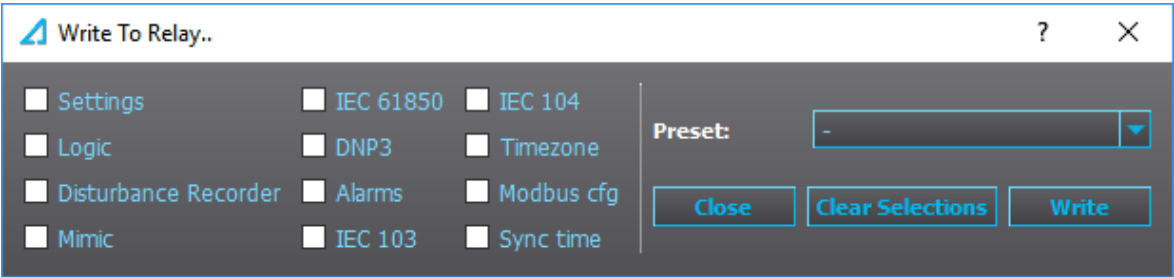 Write To Relay..
?
Settings IEC 61850 IEC 104
Logic DNP3 Timezone
Disturbance Recorder Alarms Modbus cfg
Mimic IEC 103 Sync time
Preset: -
Close Clear Selections Write